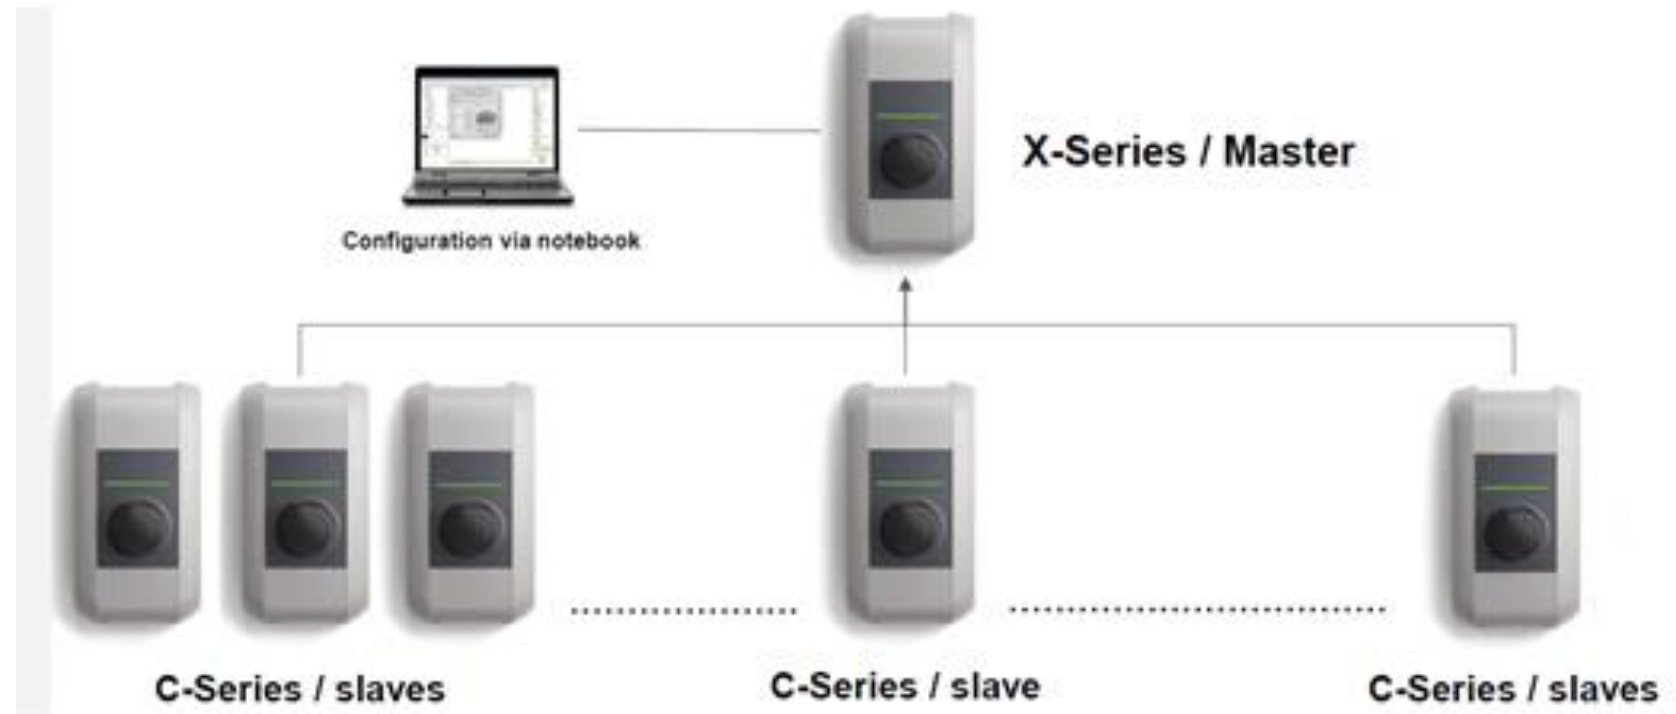 X-Series / Master
Configuration via notebook
C-Series / slaves
C-Series / slave
C-Series / slaves